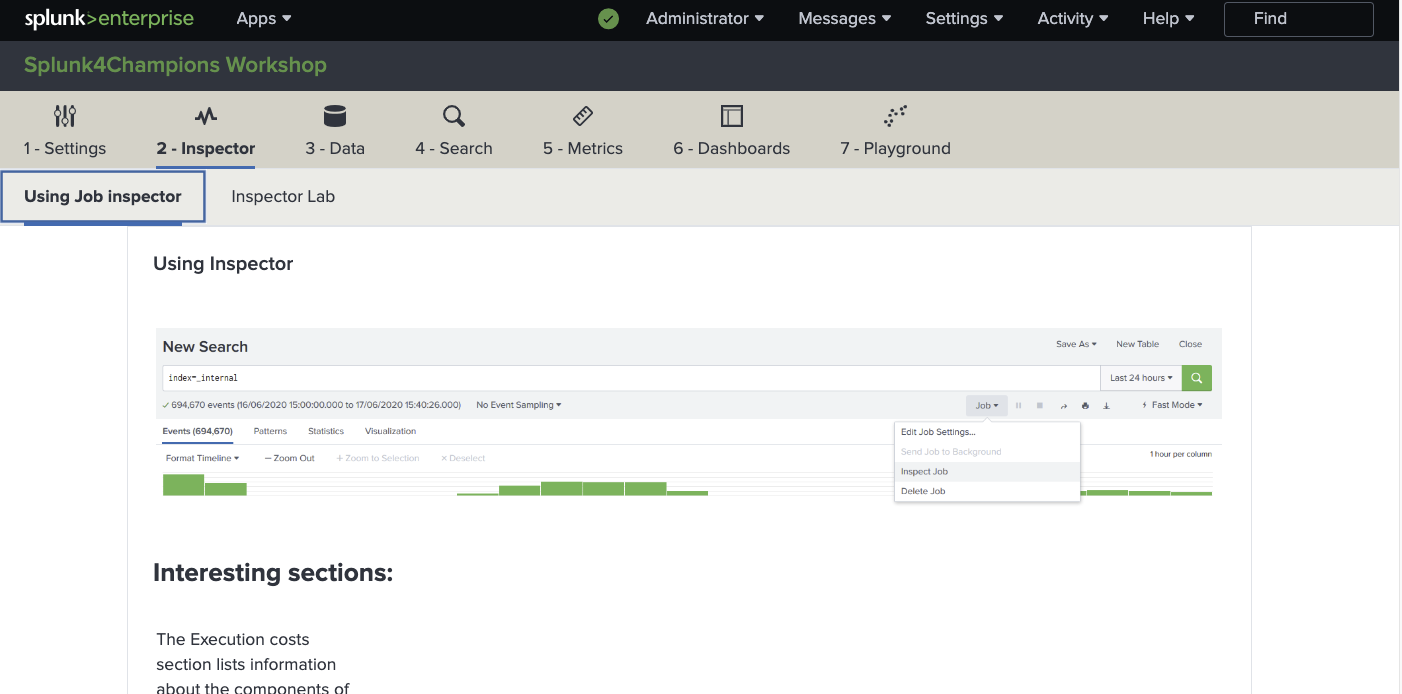 splunk>enterprise Apps Administrator Messages Settings Activity Help Find
Splunk4Champions Workshop
1 - Settings 2 - Inspector 3 - Data 4 - Search 5 - Metrics 6 - Dashboards 7 - Playground
Using Job inspector Inspector Lab
Using Inspector
New Search Save As New Table Close
index=_internal Last 24 hours
694,670 events (16/06/2020 15:00:00.000 to 17/06/2020 15:40:26.000) No Event Sampling Job Fast Mode
Events (694,670) Patterns Statistics Visualization
Edit Job Settings...
Send Job to Background
Inspect Job
Delete Job
Format Timeline — Zoom Out + Zoom to Selection × Deselect 1 hour per column
Interesting sections:
The Execution costs
section lists information
about the components of